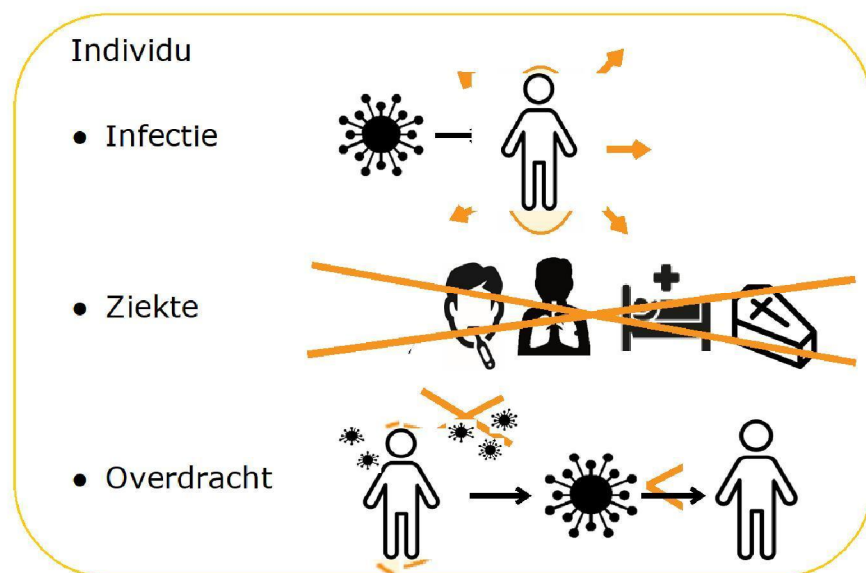 Individu
● Infectie
● Ziekte
● Overdracht